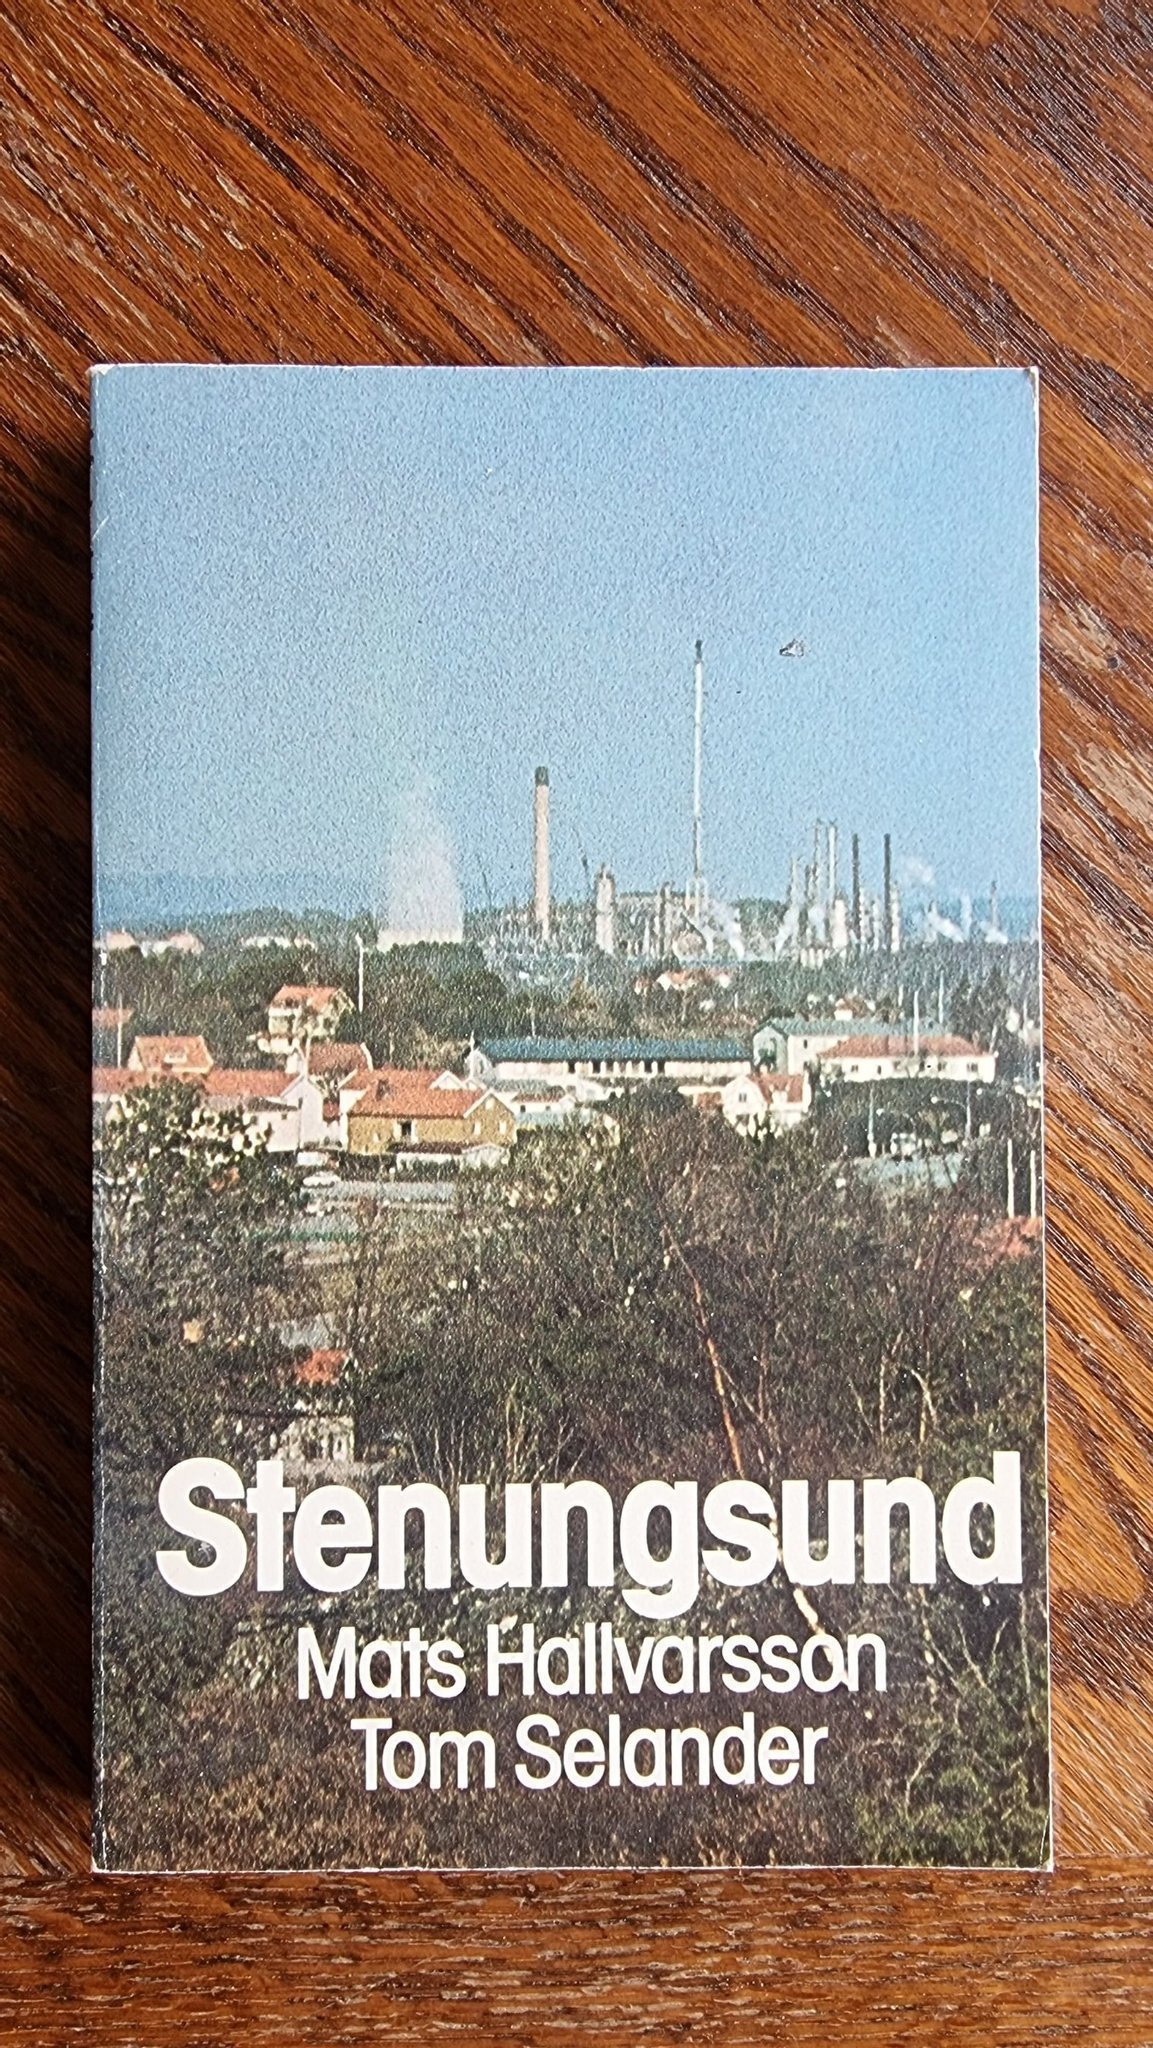 Stenungsund
Mats Hallvarsson
Tom Selander